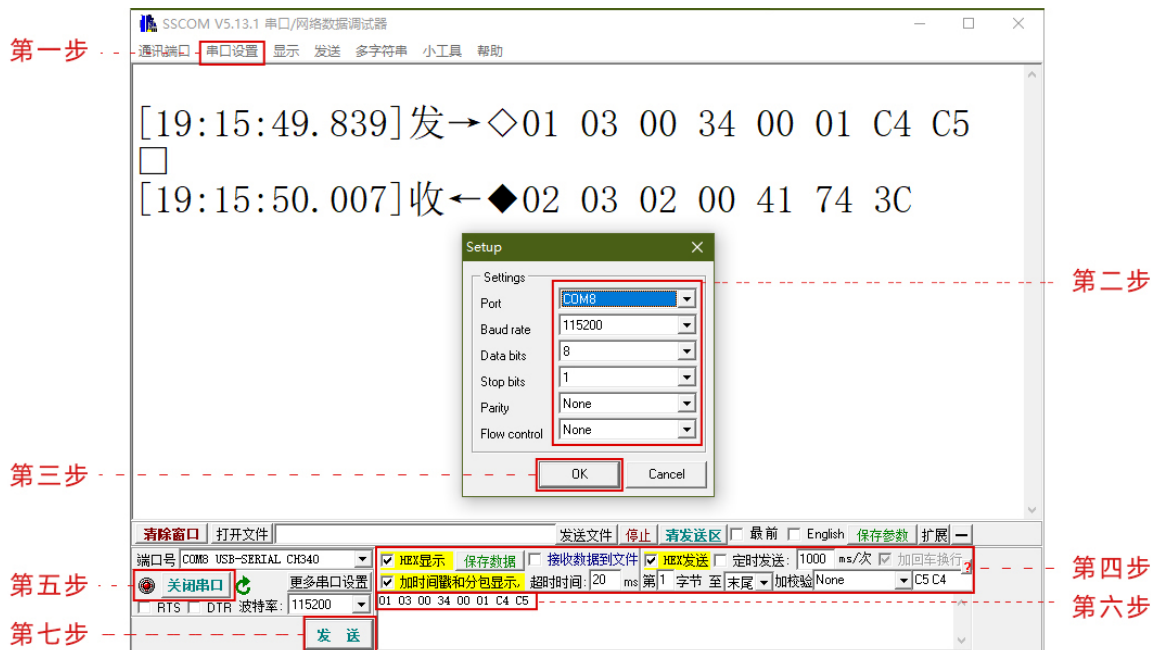 SSCOM V5.13.1 串口/网络数据调试器
第一步
通讯端口 串口设置 显示 发送 多字符串 小工具 帮助
[19:15:49.839]发→◇01 03 00 34 00 01 C4 C5
□
[19:15:50.007]收←◆02 03 02 00 41 74 3C
Setup
Settings
第二步
Port COM8
Baud rate 115200
Data bits 8
Stop bits 1
Parity None
Flow control None
第三步
OK Cancel
清除窗口 打开文件 发送文件 停止 清发送区 最前 English 保存参数 扩展 —
端口号 COM8 USB-SERIAL CH340 HEX显示 保存数据 接收数据到文件 HEX发送 定时发送: 1000 ms/次 加回车换行 ?
第四步
第五步
关闭串口 更多串口设置 加时间戳和分包显示, 超时时间: 20 ms 第1 字节 至 末尾 加校验 None C5 C4
RTS DTR 波特率: 115200 01 03 00 34 00 01 C4 C5
第六步
第七步
发 送